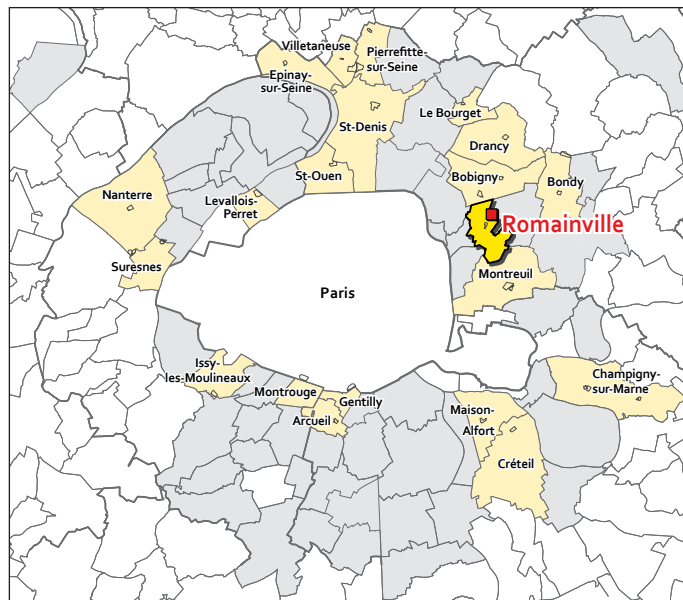 Villetaneuse
Pierrefitte-
sur-Seine
Epinay-
sur-Seine
Le Bourget
St-Denis
Drancy
St-Ouen
Bobigny
Bondy
Nanterre
Levallois-
Perret
Romainville
Suresnes
Montreuil
Paris
Issy-
les-Moulineaux
Champigny-
sur-Marne
Montrouge
Gentilly
Maison-
Alfort
Arcueil
Créteil